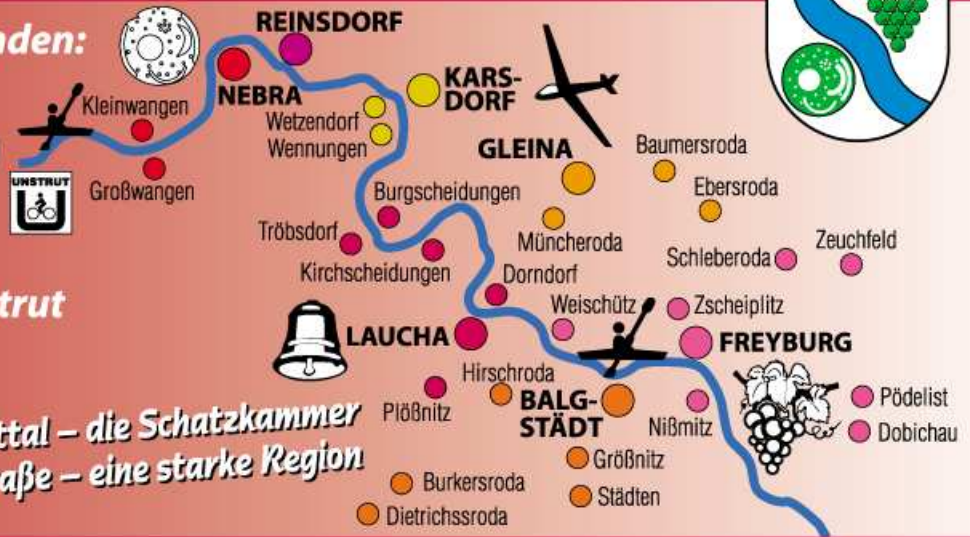 nden:
REINSDORF
NEBRA
KARS-
DORF
Kleinwangen
Wetzendorf
Wennungen
GLEINA
Baumersroda
Ebersroda
UNSTRUT
Großwangen
Burgscheidungen
Tröbsdorf
Müncheroda
Kirchscheidungen
Schleberoda
Zeuchfeld
Dorndorf
trut
Weischütz
Zscheiplitz
LAUCHA
FREYBURG
Hirschroda
Plößnitz
BALG-
STÄDT
Nißmitz
Pödelist
Dobichau
ttal – die Schatzkammer
aße – eine starke Region
Größnitz
Burkersroda
Städten
Dietrichssroda